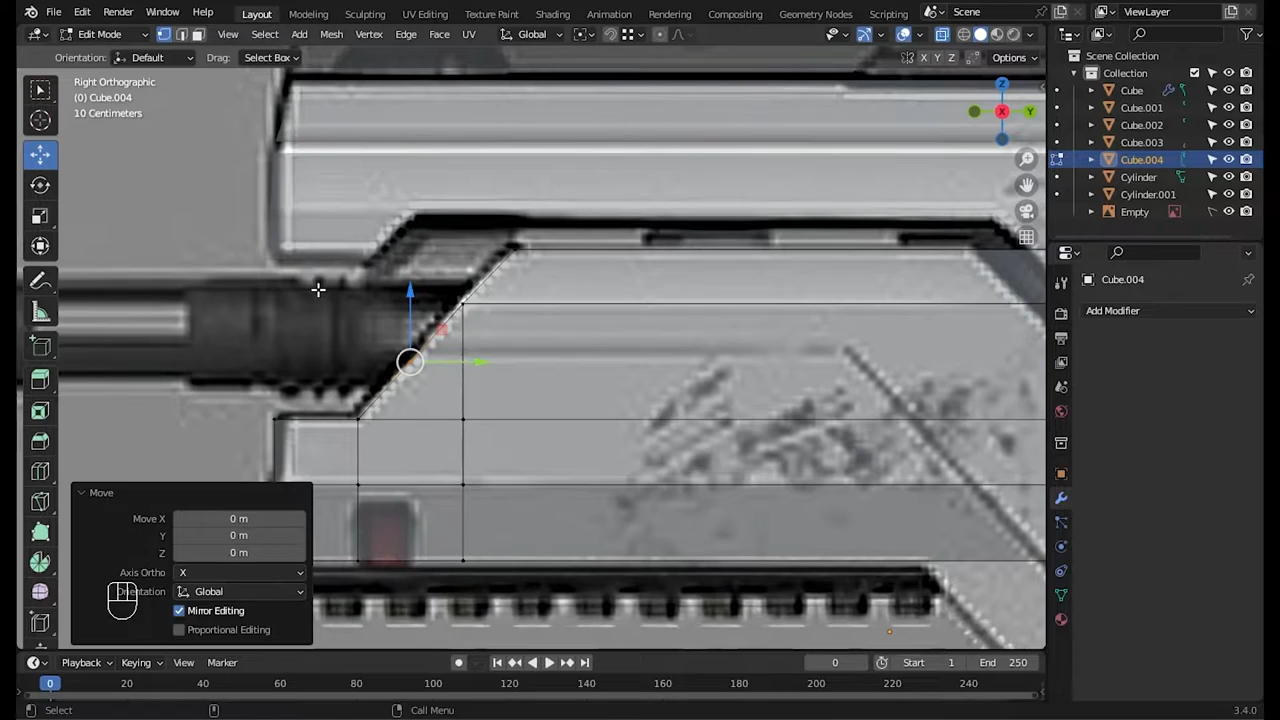 File Edit Render Window Help Layout Modeling Sculpting UV Editing Texture Paint Shading Animation Rendering Compositing Geometry Nodes Scripting Scene ViewLayer
Edit Mode View Select Add Mesh Vertex Edge Face UV Global
Orientation: Default Drag: Select Box X Y Z Options
Right Orthographic
(0) Cube.004
10 Centimeters
Z
X
Y
Scene Collection
Collection
Cube
Cube.001
Cube.002
Cube.003
Cube.004
Cylinder
Cylinder.001
Empty
Cube.004
Add Modifier
Move
Move X 0 m
Y 0 m
Z 0 m
Axis Ortho X
Orientation Global
Mirror Editing
Proportional Editing
Playback Keying View Marker 0 Start 1 End 250
0 20 40 60 80 100 120 140 160 180 200 220 240
Select Call Menu 3.4.0